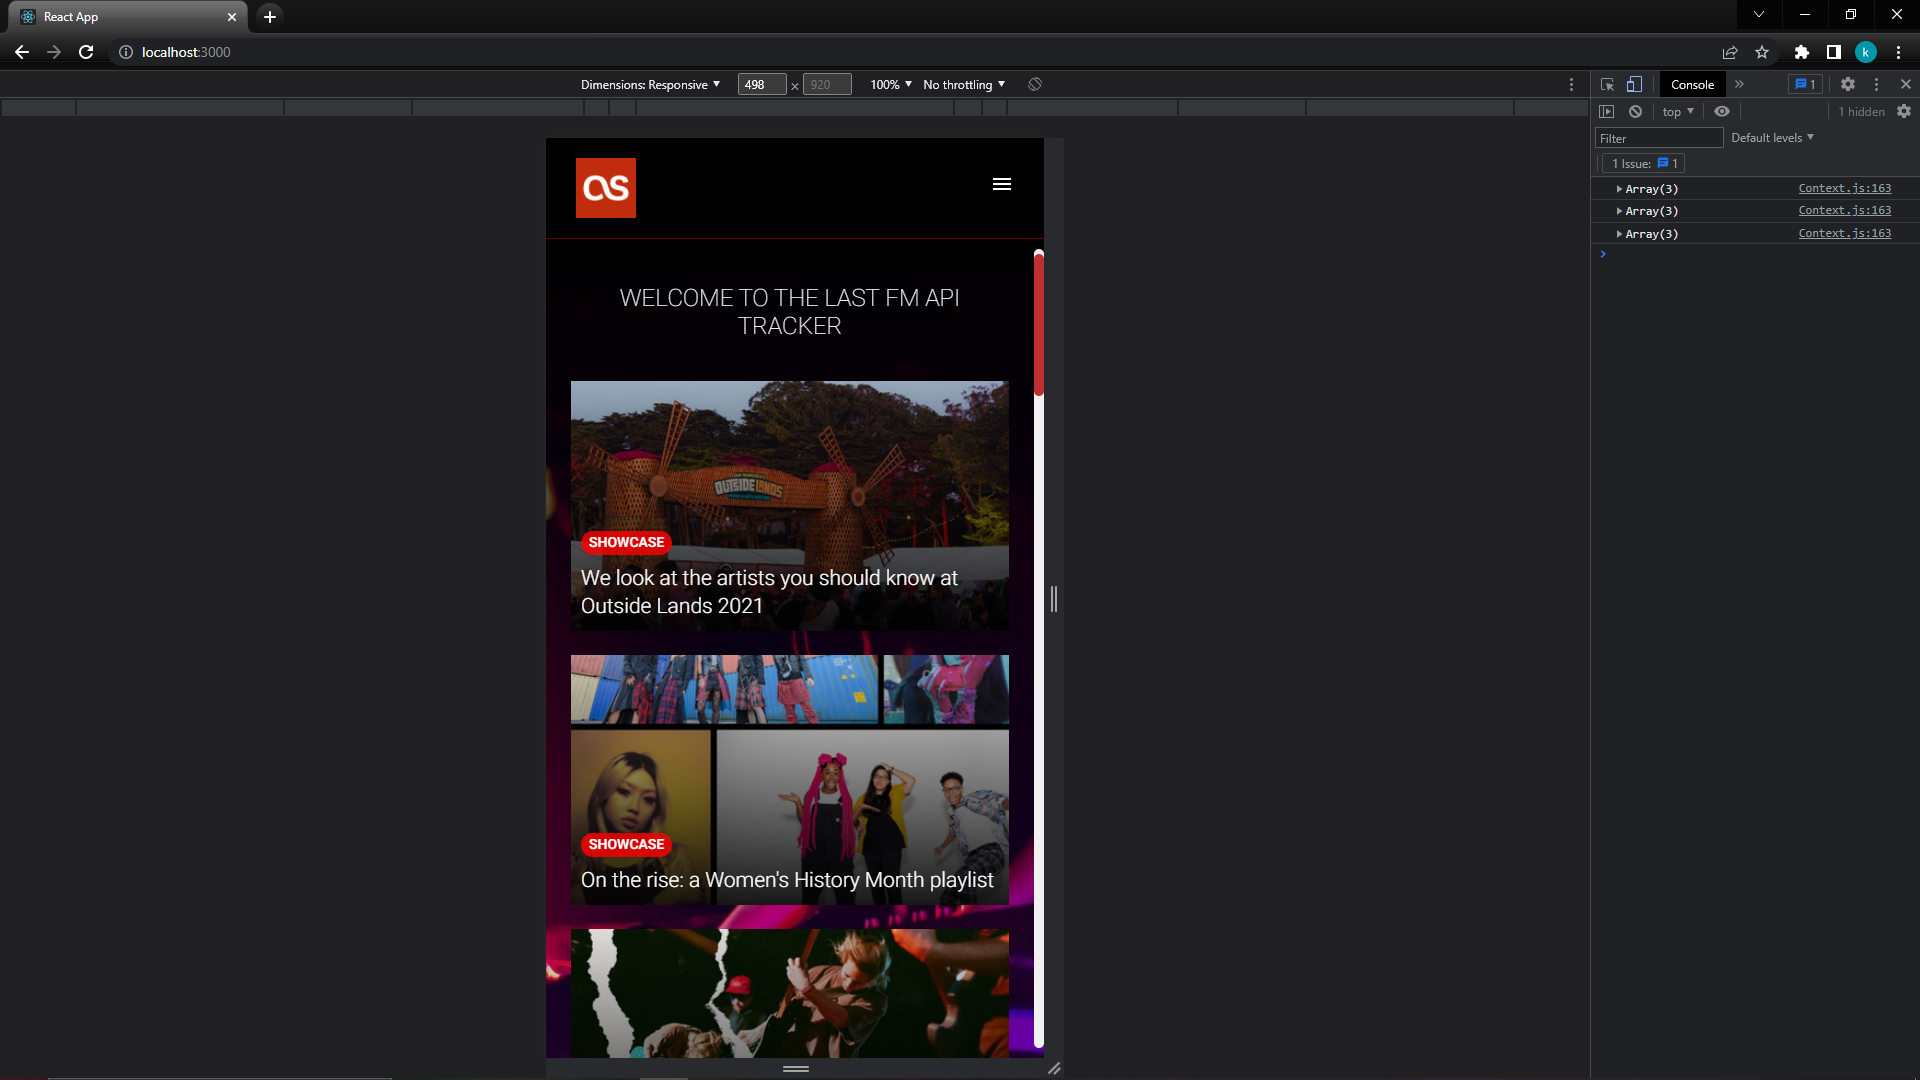 React App
localhost:3000
k
Dimensions: Responsive
498 × 920
100%
No throttling
Console
1
top
1 hidden
Filter
Default levels
1 Issue: 1
Array(3) Context.js:163
Array(3) Context.js:163
Array(3) Context.js:163
WELCOME TO THE LAST FM API
TRACKER
OUTSIDE LANDS
SHOWCASE
We look at the artists you should know at
Outside Lands 2021
SHOWCASE
On the rise: a Women's History Month playlist